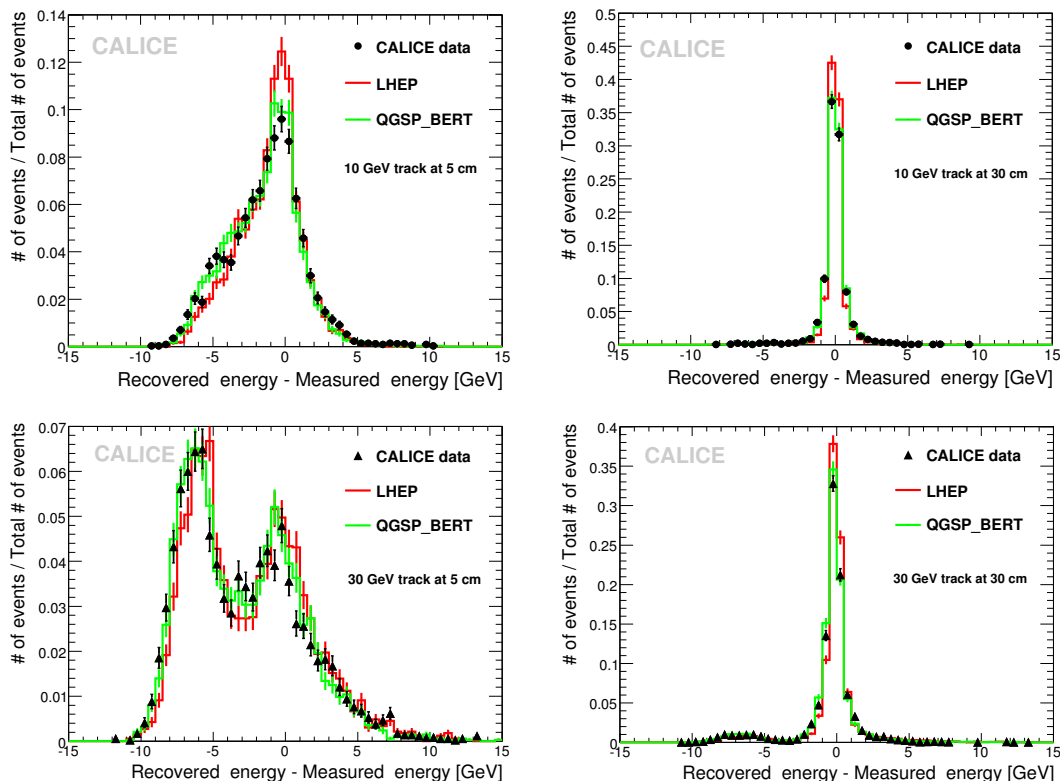 CALICE
CALICE data
LHEP
QGSP_BERT
10 GeV track at 5 cm
# of events / Total # of events
0.14
0.12
0.1
0.08
0.06
0.04
0.02
0
-15 -10 -5 0 5 10 15
Recovered energy - Measured energy [GeV]
CALICE
CALICE data
LHEP
QGSP_BERT
10 GeV track at 30 cm
# of events / Total # of events
0.5
0.45
0.4
0.35
0.3
0.25
0.2
0.15
0.1
0.05
0
-15 -10 -5 0 5 10 15
Recovered energy - Measured energy [GeV]
CALICE
CALICE data
LHEP
QGSP_BERT
30 GeV track at 5 cm
# of events / Total # of events
0.07
0.06
0.05
0.04
0.03
0.02
0.01
0
-15 -10 -5 0 5 10 15
Recovered energy - Measured energy [GeV]
CALICE
CALICE data
LHEP
QGSP_BERT
30 GeV track at 30 cm
# of events / Total # of events
0.4
0.35
0.3
0.25
0.2
0.15
0.1
0.05
0
-15 -10 -5 0 5 10 15
Recovered energy - Measured energy [GeV]